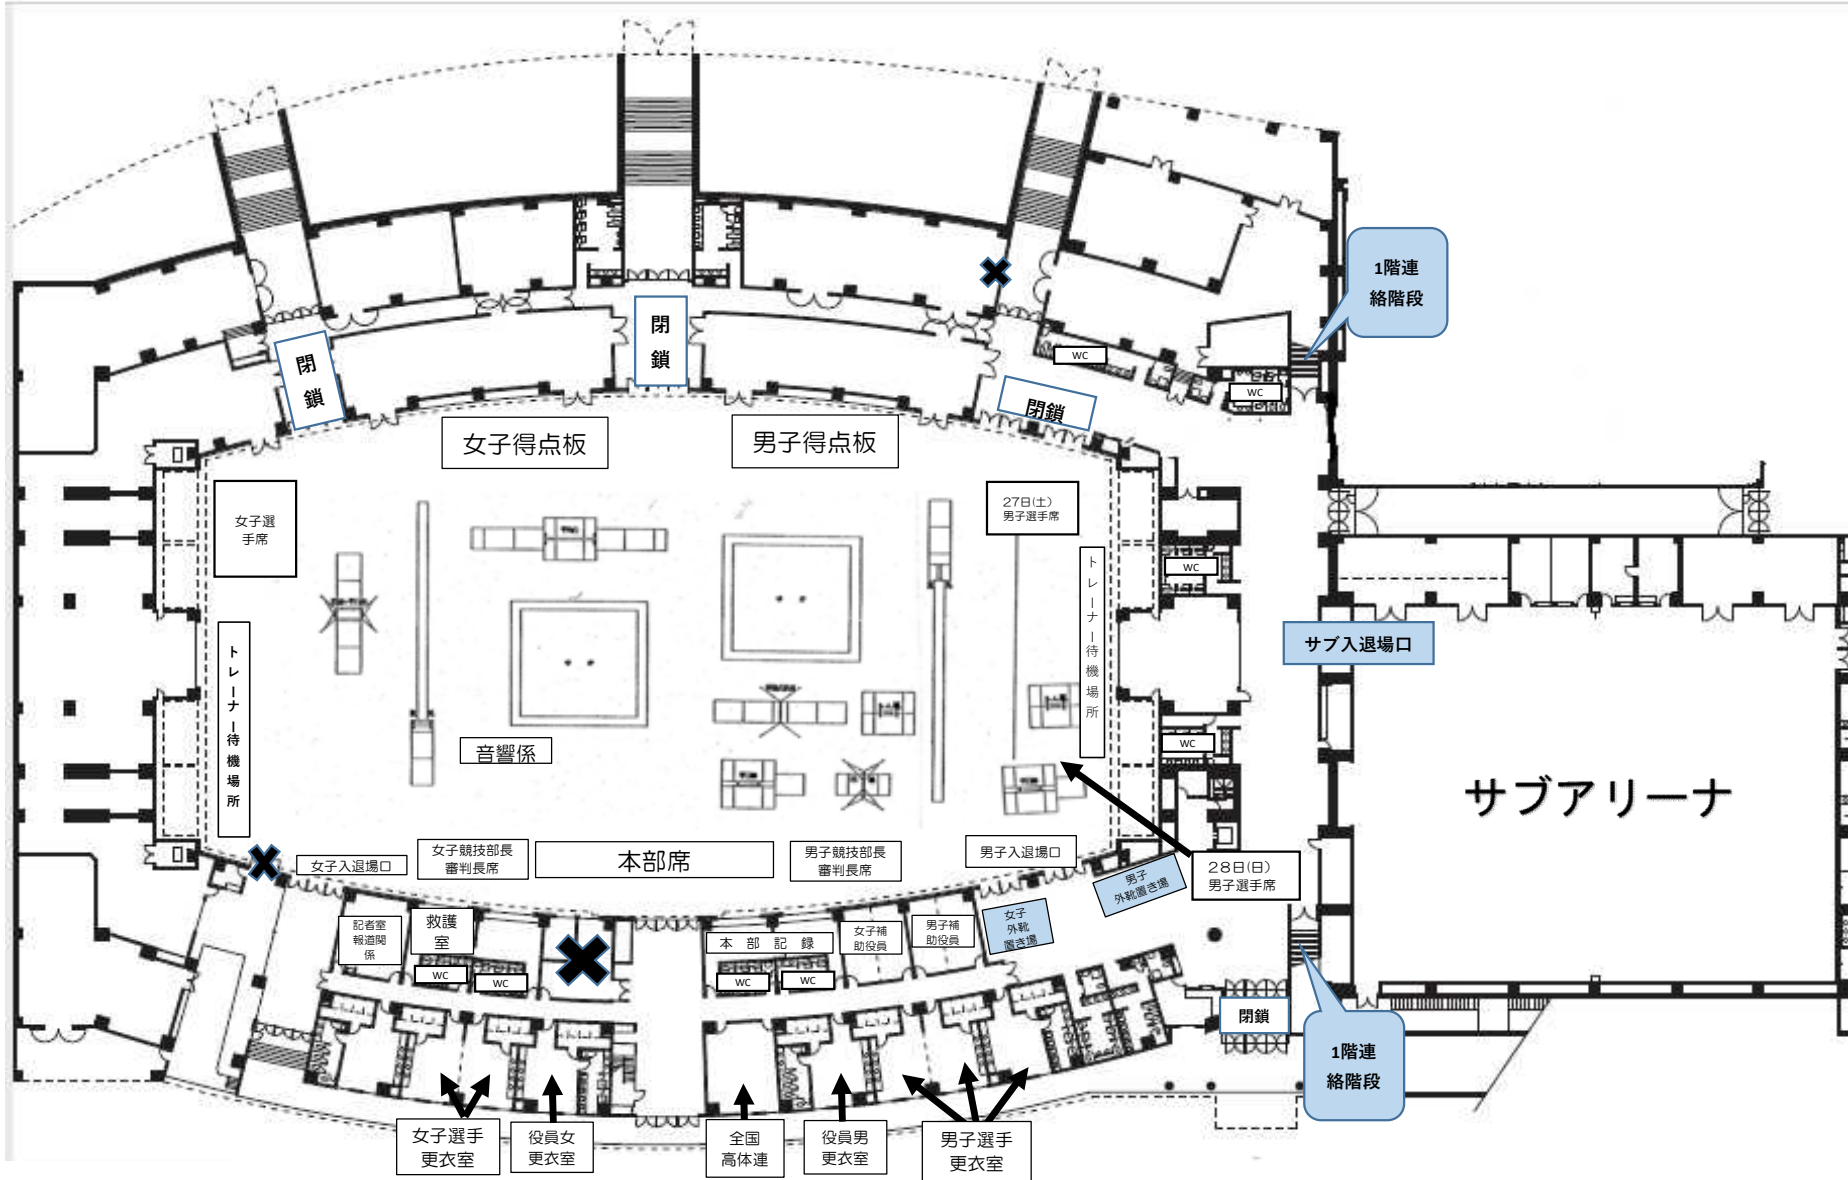 1階連
絡階段
閉
鎖
閉
鎖
WC
WC
閉鎖
女子得点板
男子得点板
女子選
手席
27日(土)
男子選手席
トレーナー待機場所
WC
サブ入退場口
トレーナー待機場所
音響係
WC
サブアリーナ
女子入退場口
女子競技部長
審判長席
本部席
男子競技部長
審判長席
男子入退場口
28日(日)
男子選手席
男子
外靴置き場
女子
外靴
置き場
記者室
報道関
係
救護
室
本部記録
女子補
助役員
男子補
助役員
WC
WC
WC
WC
閉鎖
1階連
絡階段
女子選手
更衣室
役員女
更衣室
全国
高体連
役員男
更衣室
男子選手
更衣室